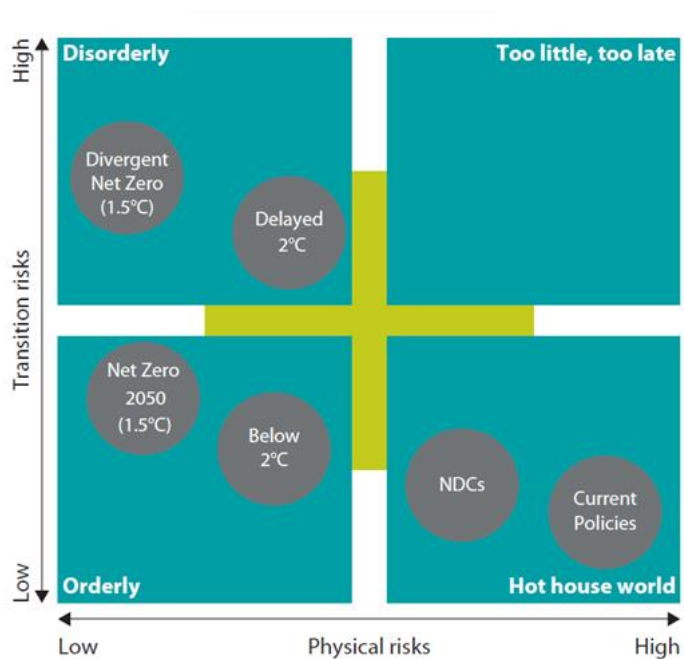 High
Transition risks
Low
Disorderly
Too little, too late
Divergent
Net Zero
(1.5°C)
Delayed
2°C
Net Zero
2050
(1.5°C)
Below
2°C
NDCs
Current
Policies
Orderly
Hot house world
Low
Physical risks
High